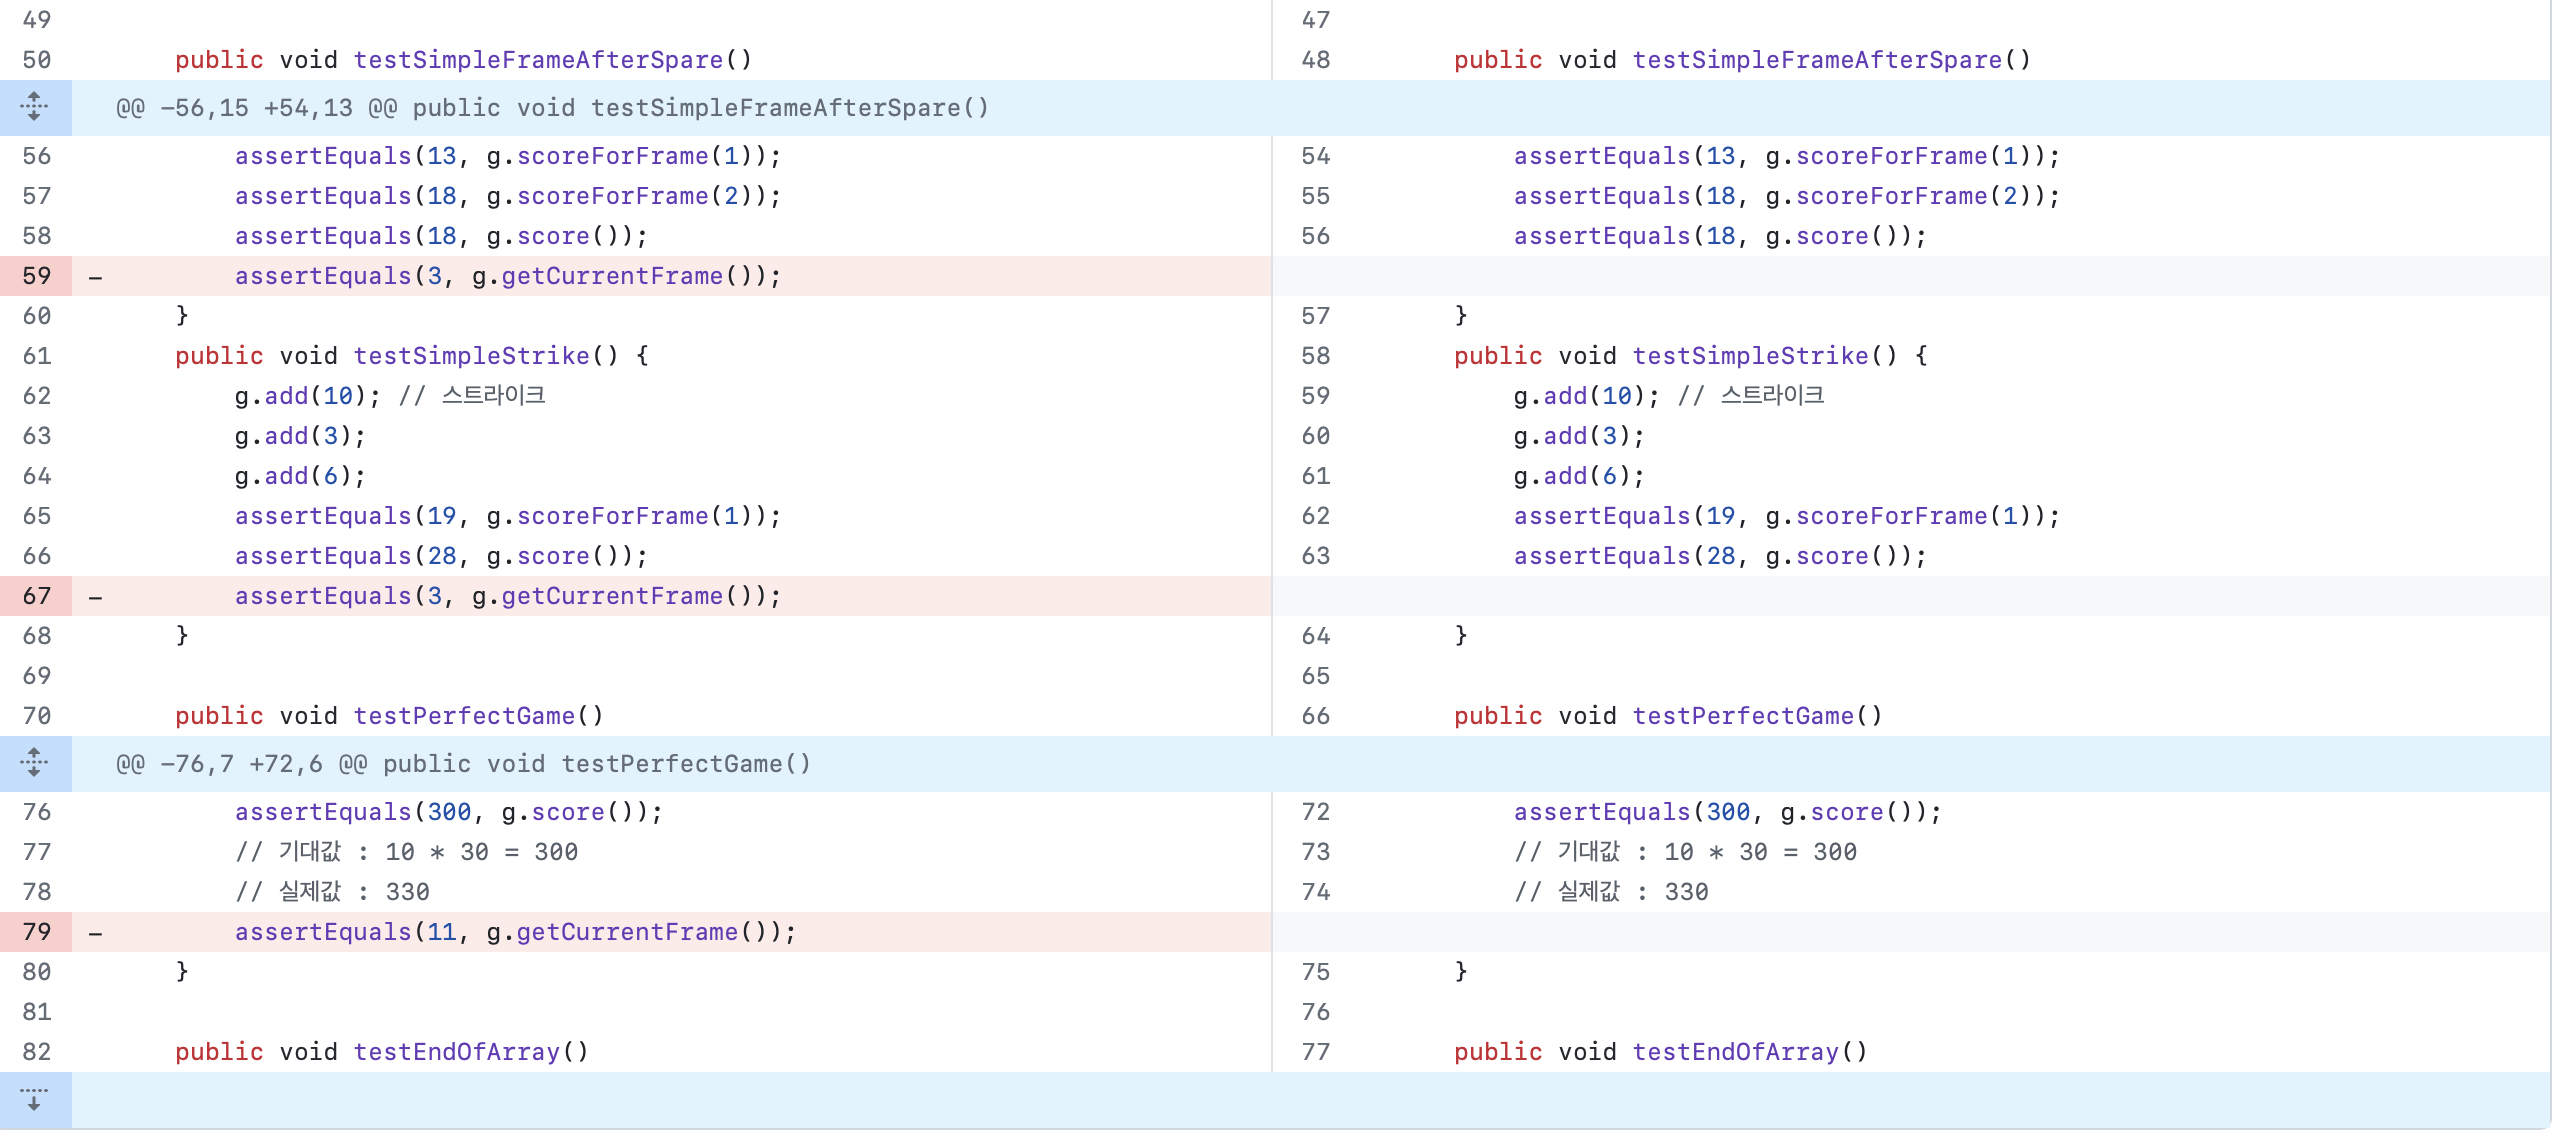 49
50 public void testSimpleFrameAfterSpare()
@@ -56,15 +54,13 @@ public void testSimpleFrameAfterSpare()
56 assertEquals(13, g.scoreForFrame(1));
57 assertEquals(18, g.scoreForFrame(2));
58 assertEquals(18, g.score());
59 - assertEquals(3, g.getCurrentFrame());
60 }
61 public void testSimpleStrike() {
62 g.add(10); // 스트라이크
63 g.add(3);
64 g.add(6);
65 assertEquals(19, g.scoreForFrame(1));
66 assertEquals(28, g.score());
67 - assertEquals(3, g.getCurrentFrame());
68 }
69
70 public void testPerfectGame()
@@ -76,7 +72,6 @@ public void testPerfectGame()
76 assertEquals(300, g.score());
77 // 기대값 : 10 * 30 = 300
78 // 실제값 : 330
79 - assertEquals(11, g.getCurrentFrame());
80 }
81
82 public void testEndOfArray()
47
48 public void testSimpleFrameAfterSpare()
54 assertEquals(13, g.scoreForFrame(1));
55 assertEquals(18, g.scoreForFrame(2));
56 assertEquals(18, g.score());
57 }
58 public void testSimpleStrike() {
59 g.add(10); // 스트라이크
60 g.add(3);
61 g.add(6);
62 assertEquals(19, g.scoreForFrame(1));
63 assertEquals(28, g.score());
64 }
65
66 public void testPerfectGame()
72 assertEquals(300, g.score());
73 // 기대값 : 10 * 30 = 300
74 // 실제값 : 330
75 }
76
77 public void testEndOfArray()